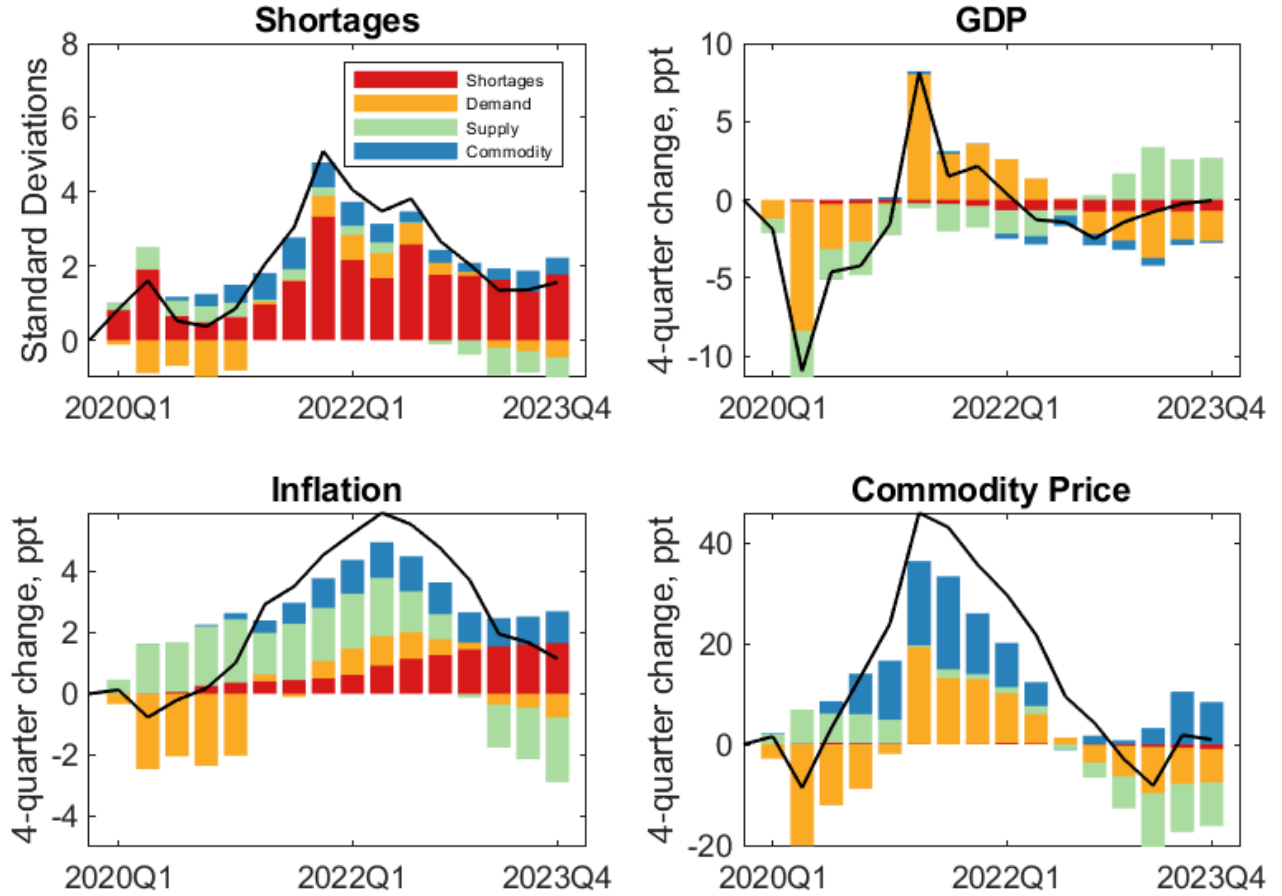 Shortages
Standard Deviations
8
6
4
2
0
Shortages
Demand
Supply
Commodity
2020Q1 2022Q1 2023Q4
GDP
4-quarter change, ppt
10
5
0
-5
-10
2020Q1 2022Q1 2023Q4
Inflation
4-quarter change, ppt
4
2
0
-2
-4
2020Q1 2022Q1 2023Q4
Commodity Price
4-quarter change, ppt
40
20
0
-20
2020Q1 2022Q1 2023Q4